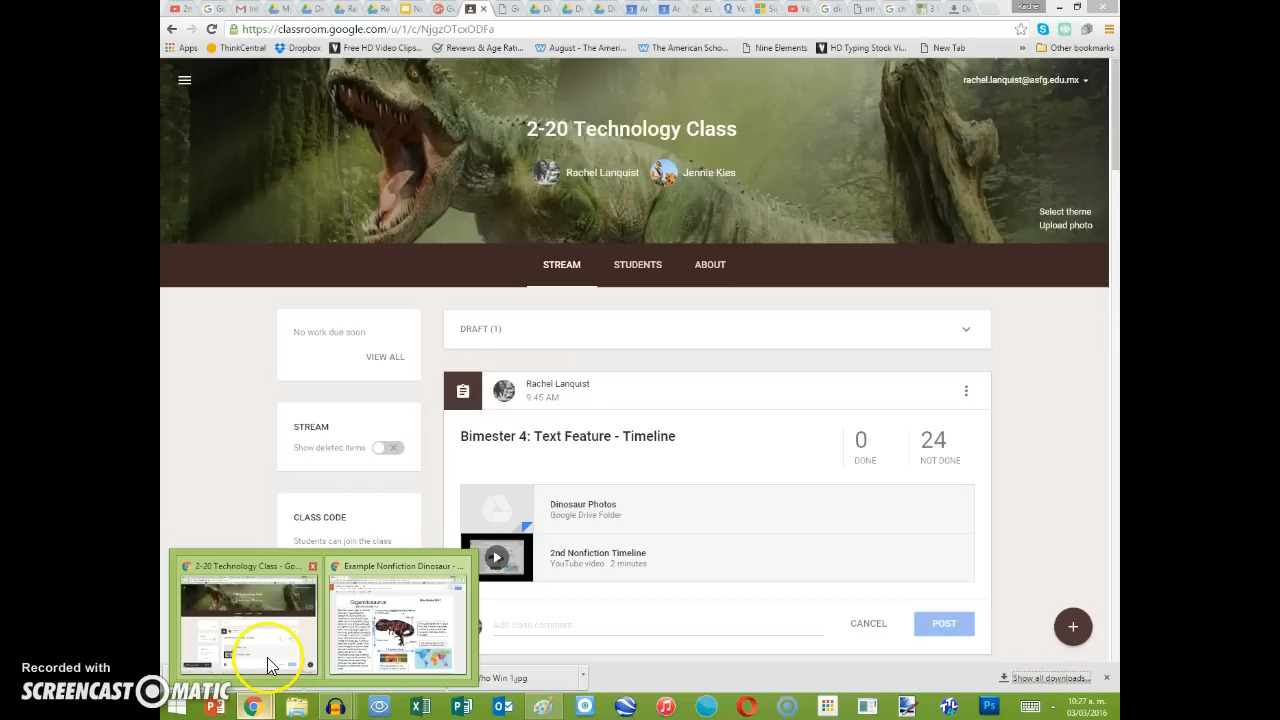 Rachel
https://classroom.google.com/u/1/c/NjgzOTcxODFa
Apps ThinkCentral Dropbox Free HD Video Clips... Reviews & Age Rati... August - The Ameri... The American Scho... Nine Elements HD Typing Stock Vi... New Tab » Other bookmarks
rachel.lanquist@asfg.edu.mx
2-20 Technology Class
Rachel Lanquist Jennie Kies
Select theme
Upload photo
STREAM STUDENTS ABOUT
No work due soon
VIEW ALL
DRAFT (1)
Rachel Lanquist
9:45 AM
STREAM
Show deleted items
Bimester 4: Text Feature - Timeline
0 24
DONE NOT DONE
CLASS CODE
Students can join the class
Dinosaur Photos
Google Drive Folder
2nd Nonfiction Timeline
YouTube video 2 minutes
2-20 Technology Class - Go... Example Nonfiction Dinosaur - ...
Gigantosaurus
Add class comment
CANCEL POST
Who Win 1.jpg
Show all downloads...
Recorded with
SCREENCAST MATIC
10:27 a. m.
03/03/2016